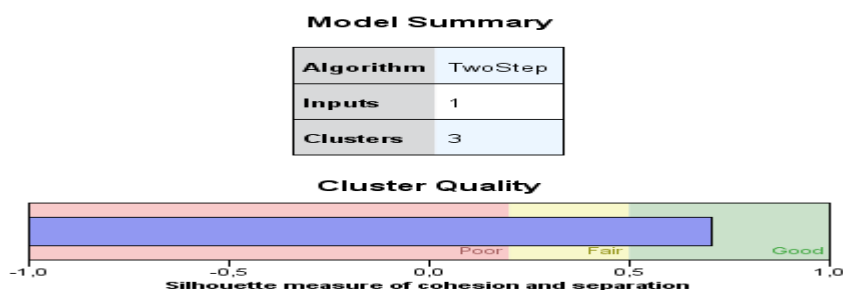 Model Summary
Algorithm TwoStep
Inputs 1
Clusters 3
Cluster Quality
Poor Fair Good
-1,0 -0,5 0,0 0,5 1,0
Silhouette measure of cohesion and separation